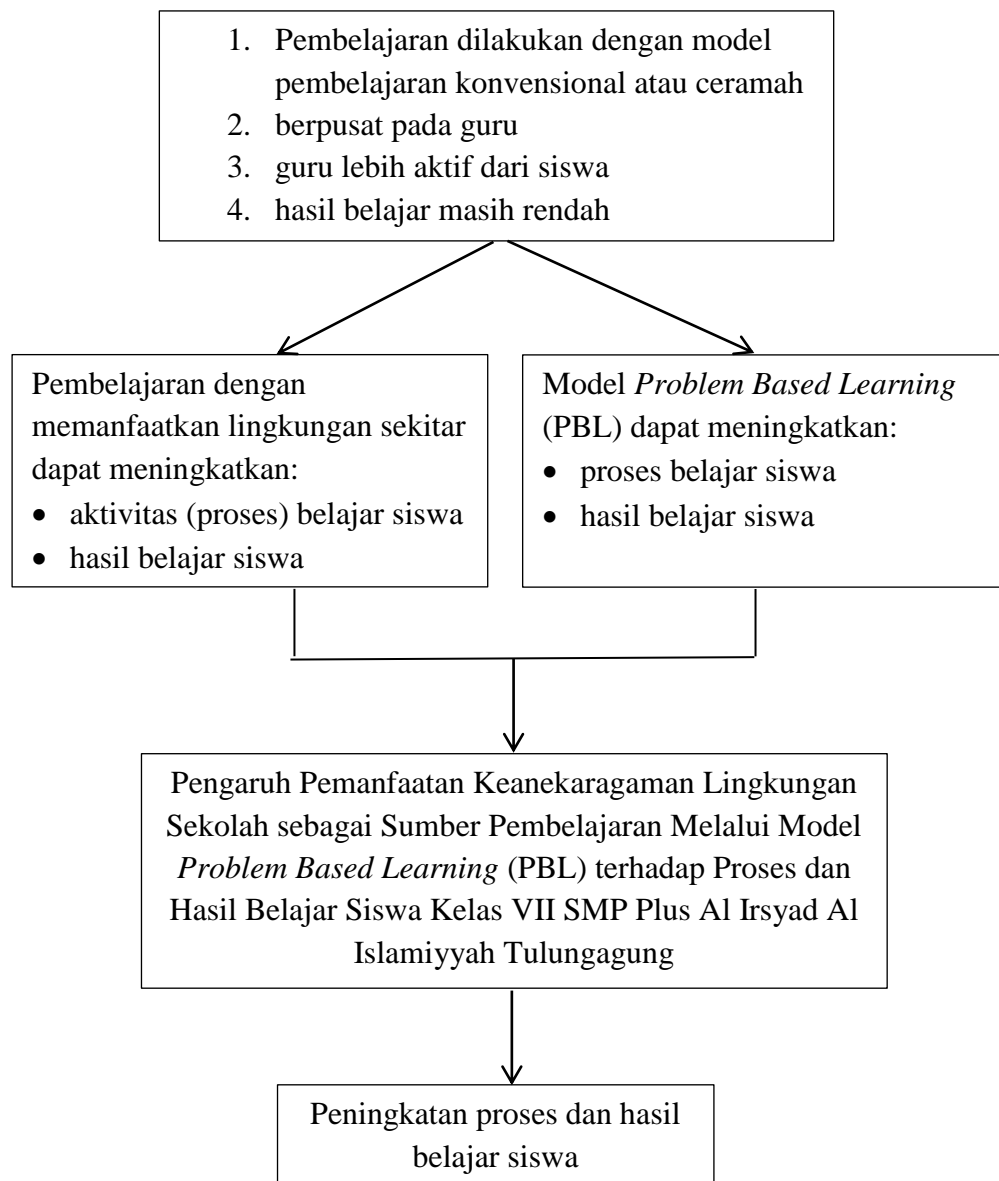 1. Pembelajaran dilakukan dengan model
pembelajaran konvensional atau ceramah
2. berpusat pada guru
3. guru lebih aktif dari siswa
4. hasil belajar masih rendah
Pembelajaran dengan
memanfaatkan lingkungan sekitar
dapat meningkatkan:
• aktivitas (proses) belajar siswa
• hasil belajar siswa
Model Problem Based Learning
(PBL) dapat meningkatkan:
• proses belajar siswa
• hasil belajar siswa
Pengaruh Pemanfaatan Keanekaragaman Lingkungan
Sekolah sebagai Sumber Pembelajaran Melalui Model
Problem Based Learning (PBL) terhadap Proses dan
Hasil Belajar Siswa Kelas VII SMP Plus Al Irsyad Al
Islamiyyah Tulungagung
Peningkatan proses dan hasil
belajar siswa